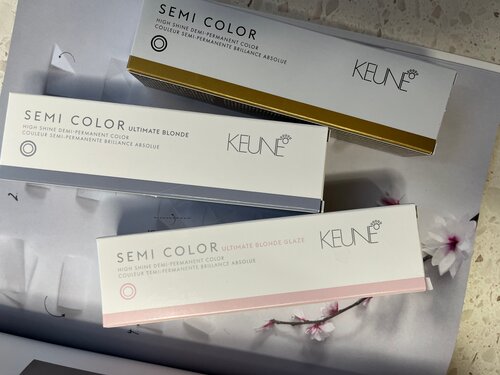 SEMI COLOR
HIGH SHINE DEMI-PERMANENT COLOR
COULEUR SEMI-PERMANENTE BRILLANCE ABSOLUE
KEUNE
SEMI COLOR ULTIMATE BLONDE
HIGH SHINE DEMI-PERMANENT COLOR
COULEUR SEMI-PERMANENTE BRILLANCE ABSOLUE
KEUNE
SEMI COLOR ULTIMATE BLONDE GLAZE
HIGH SHINE DEMI-PERMANENT COLOR
COULEUR SEMI-PERMANENTE BRILLANCE ABSOLUE
KEUNE
2